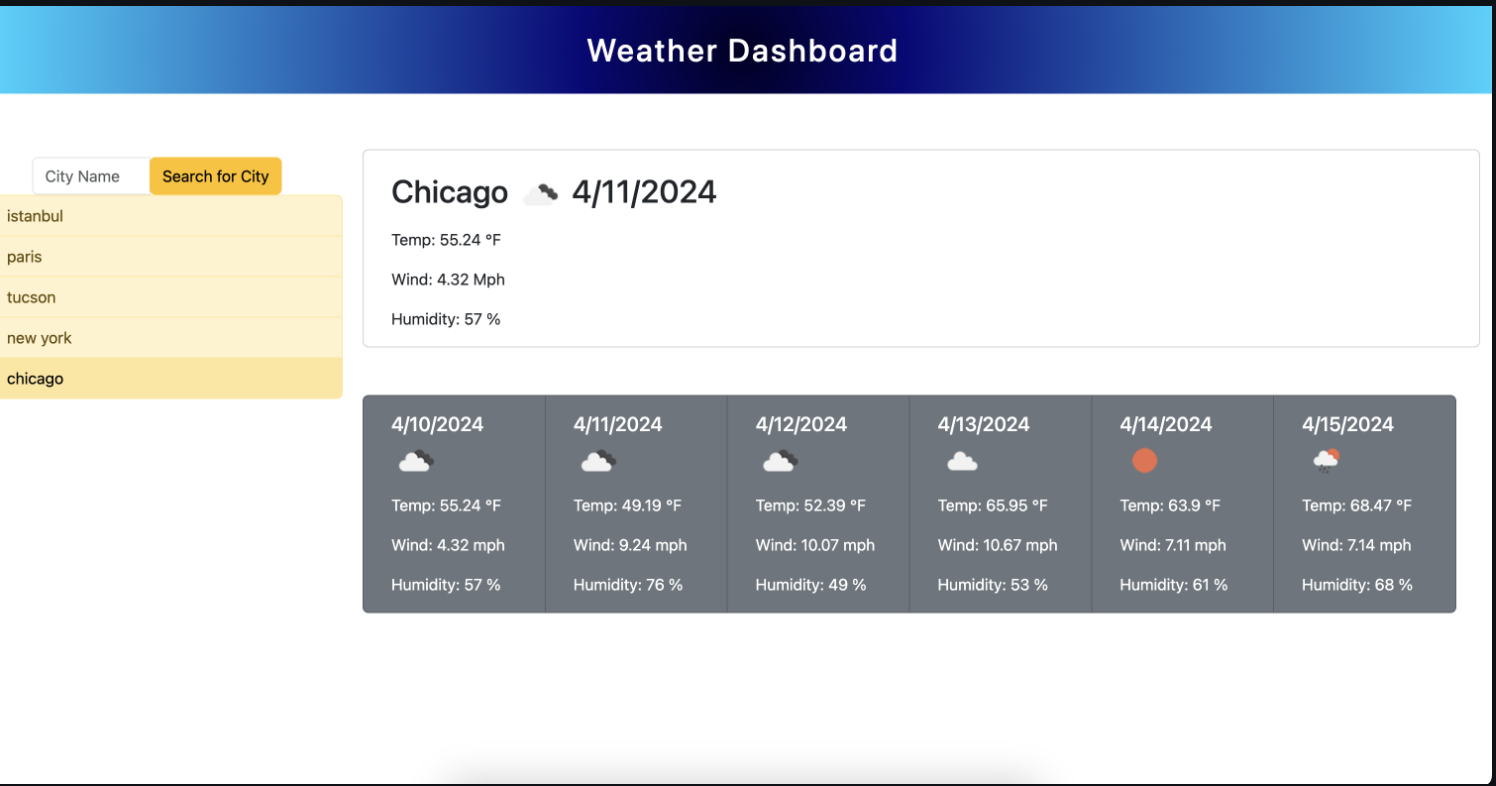 Weather Dashboard
City Name Search for City
istanbul
paris
tucson
new york
chicago
Chicago 4/11/2024
Temp: 55.24 °F
Wind: 4.32 Mph
Humidity: 57 %
4/10/2024
Temp: 55.24 °F
Wind: 4.32 mph
Humidity: 57 %
4/11/2024
Temp: 49.19 °F
Wind: 9.24 mph
Humidity: 76 %
4/12/2024
Temp: 52.39 °F
Wind: 10.07 mph
Humidity: 49 %
4/13/2024
Temp: 65.95 °F
Wind: 10.67 mph
Humidity: 53 %
4/14/2024
Temp: 63.9 °F
Wind: 7.11 mph
Humidity: 61 %
4/15/2024
Temp: 68.47 °F
Wind: 7.14 mph
Humidity: 68 %